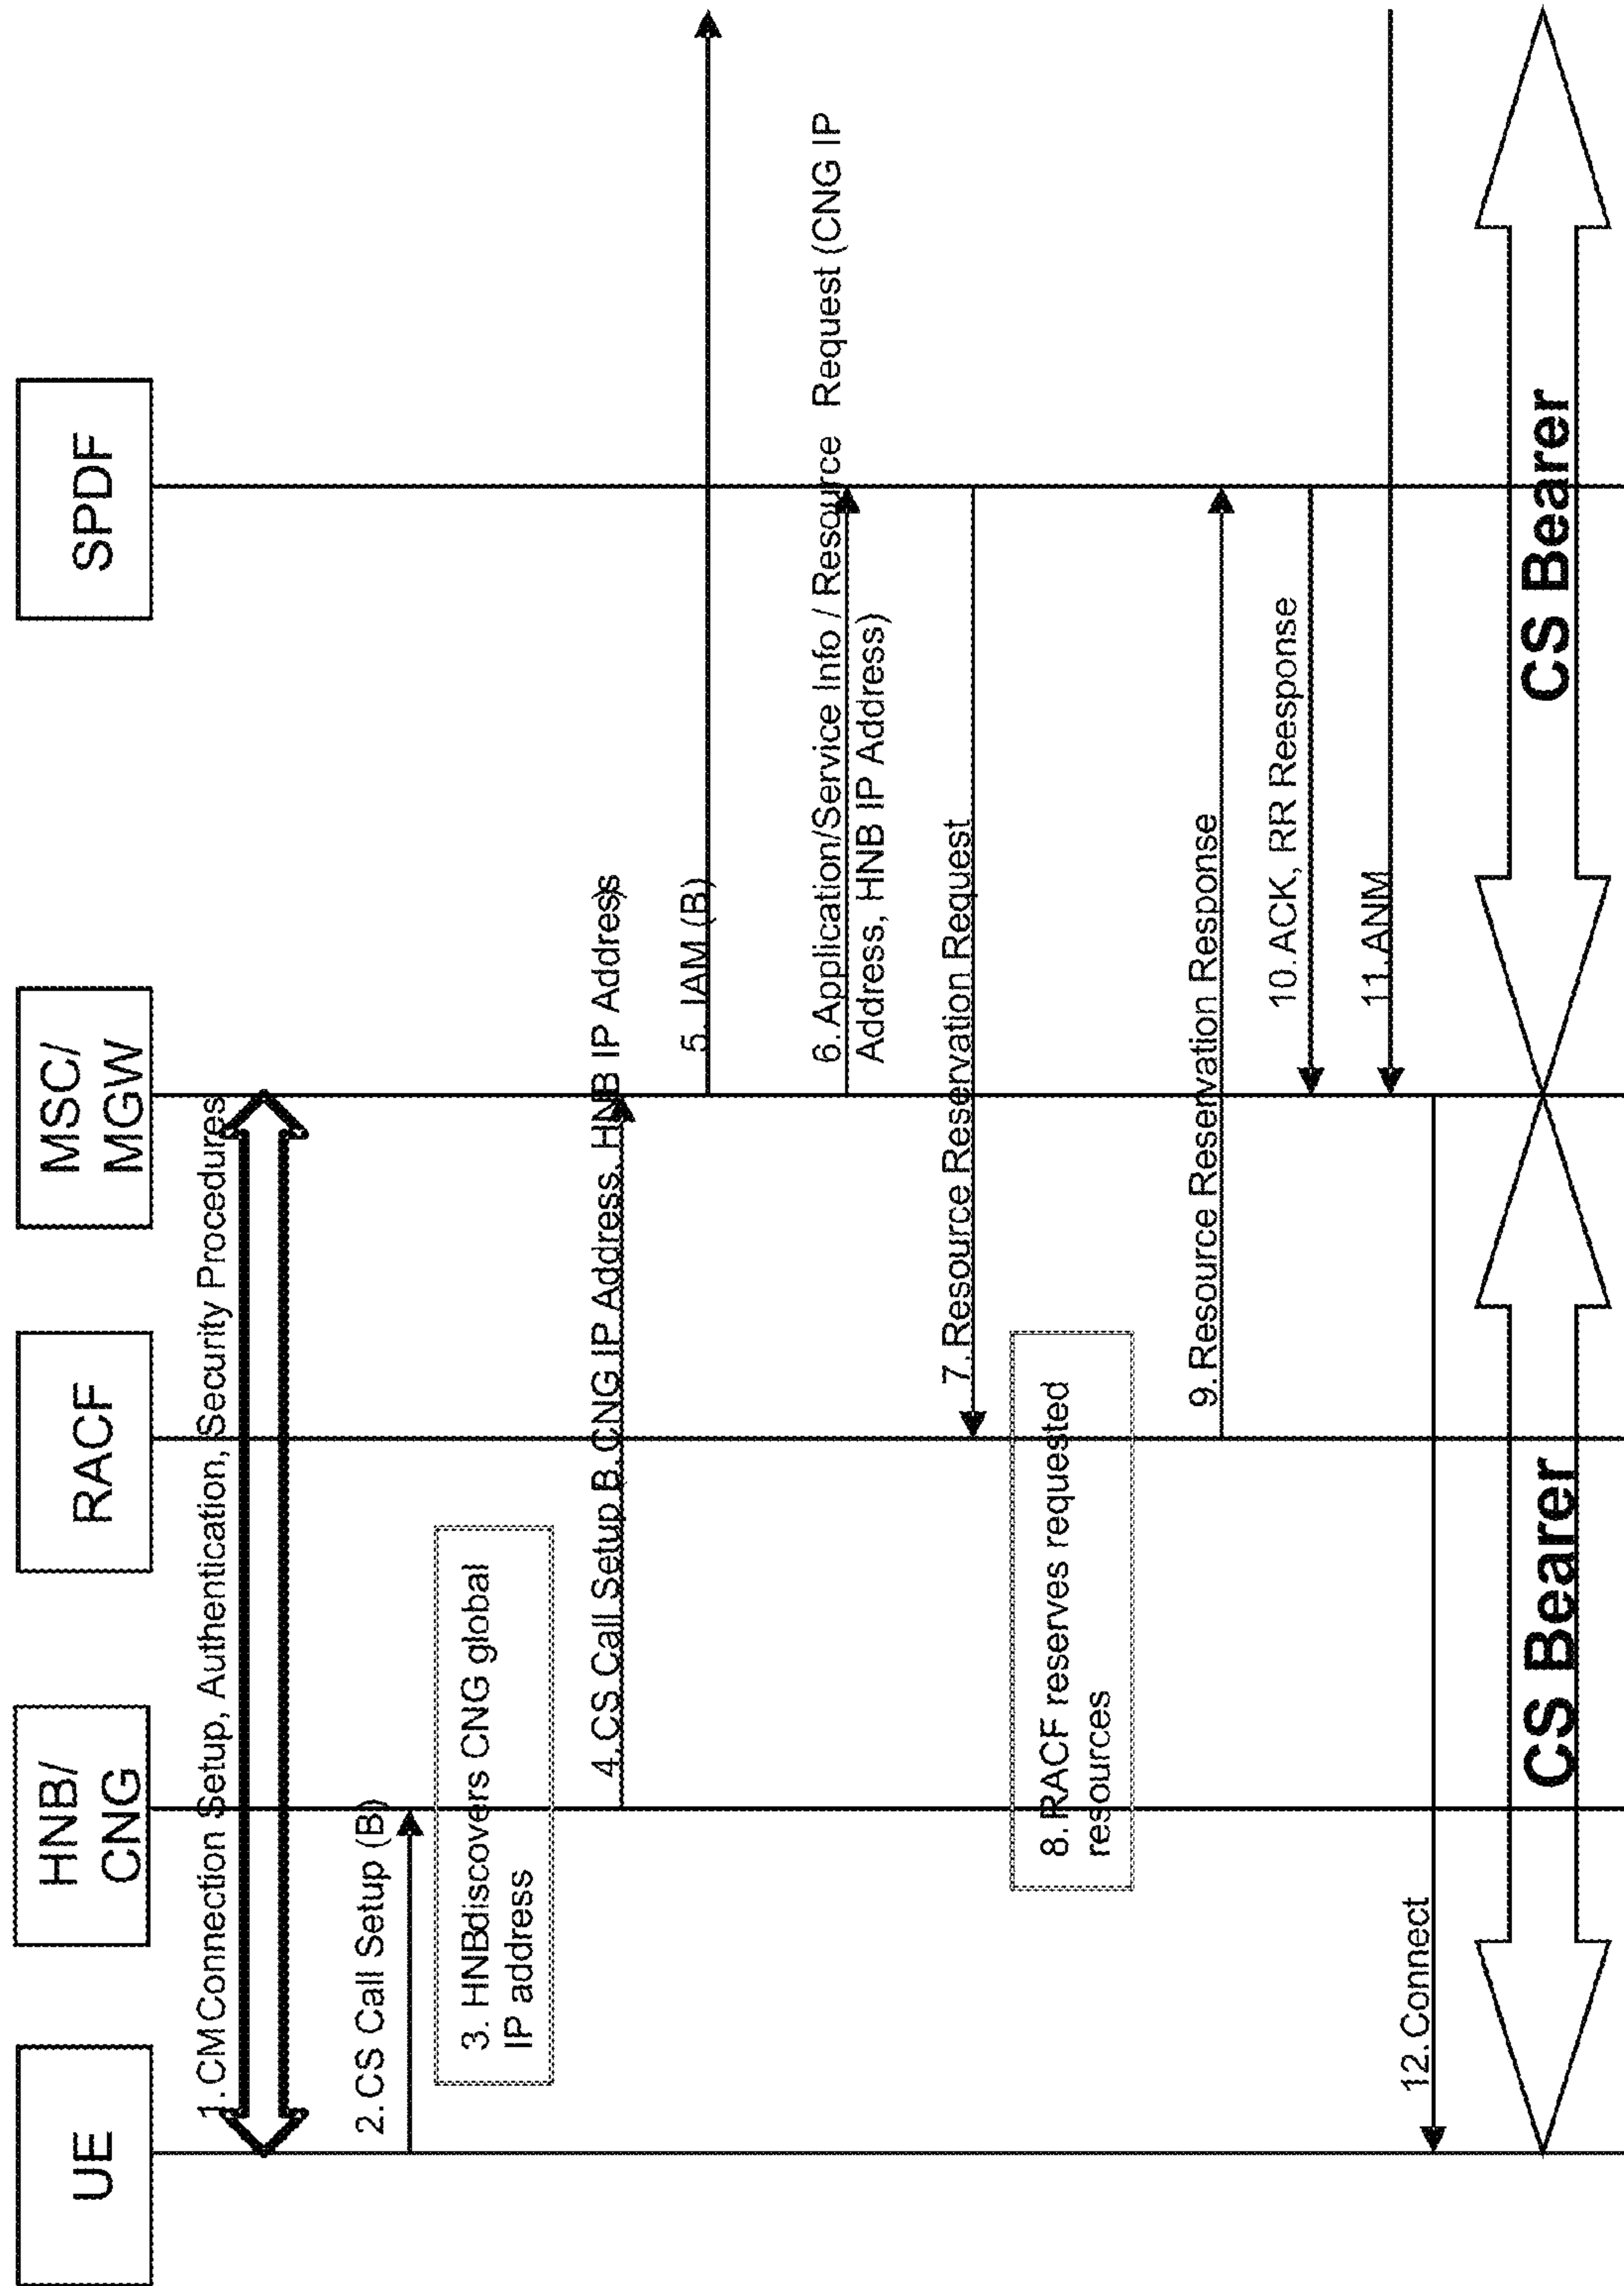 UE
HNB/
CNG
RACF
MSC/
MGW
SPDF
1. CM Connection Setup, Authentication, Security Procedures
2. CS Call Setup (B)
3. HNBdiscovers CNG global
IP address
4. CS Call Setup B, CNG IP Address, HNB IP Address)
5. IAM (B)
6. Application/Service Info / Resource Request (CNG IP
Address, HNB IP Address)
7. Resource Reservation Request
8. RACF reserves requested
resources
9. Resource Reservation Response
10. ACK, RR Reesponse
11. ANM
12. Connect
CS Bearer
CS Bearer